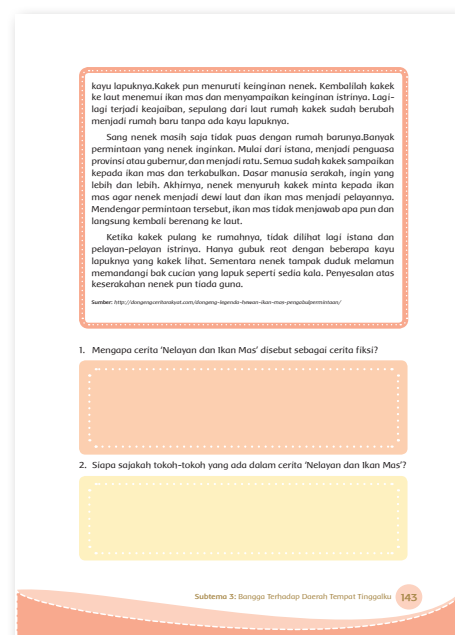 kayu lapuknya.Kakek pun menuruti keinginan nenek. Kembalilah kakek
ke laut menemui ikan mas dan menyampaikan keinginan istrinya. Lagi-
lagi terjadi keajaiban, sepulang dari laut rumah kakek sudah berubah
menjadi rumah baru tanpa ada kayu lapuknya.
Sang nenek masih saja tidak puas dengan rumah barunya.Banyak
permintaan yang nenek inginkan. Mulai dari istana, menjadi penguasa
provinsi atau gubernur, dan menjadi ratu. Semua sudah kakek sampaikan
kepada ikan mas dan terkabulkan. Dasar manusia serakah, ingin yang
lebih dan lebih. Akhirnya, nenek menyuruh kakek minta kepada ikan
mas agar nenek menjadi dewi laut dan ikan mas menjadi pelayannya.
Mendengar permintaan tersebut, ikan mas tidak menjawab apa pun dan
langsung kembali berenang ke laut.
Ketika kakek pulang ke rumahnya, tidak dilihat lagi istana dan
pelayan-pelayan istrinya. Hanya gubuk reot dengan beberapa kayu
lapuknya yang kakek lihat. Sementara nenek tampak duduk melamun
memandangi bak cucian yang lapuk seperti sedia kala. Penyesalan atas
keserakahan nenek pun tiada guna.
Sumber: http://dongengceritarakyat.com/dongeng-legenda-hewan-ikan-mas-pengabulpermintaan/
1. Mengapa cerita ‘Nelayan dan Ikan Mas’ disebut sebagai cerita fiksi?
2. Siapa sajakah tokoh-tokoh yang ada dalam cerita ‘Nelayan dan Ikan Mas’?
Subtema 3: Bangga Terhadap Daerah Tempat Tinggalku 143